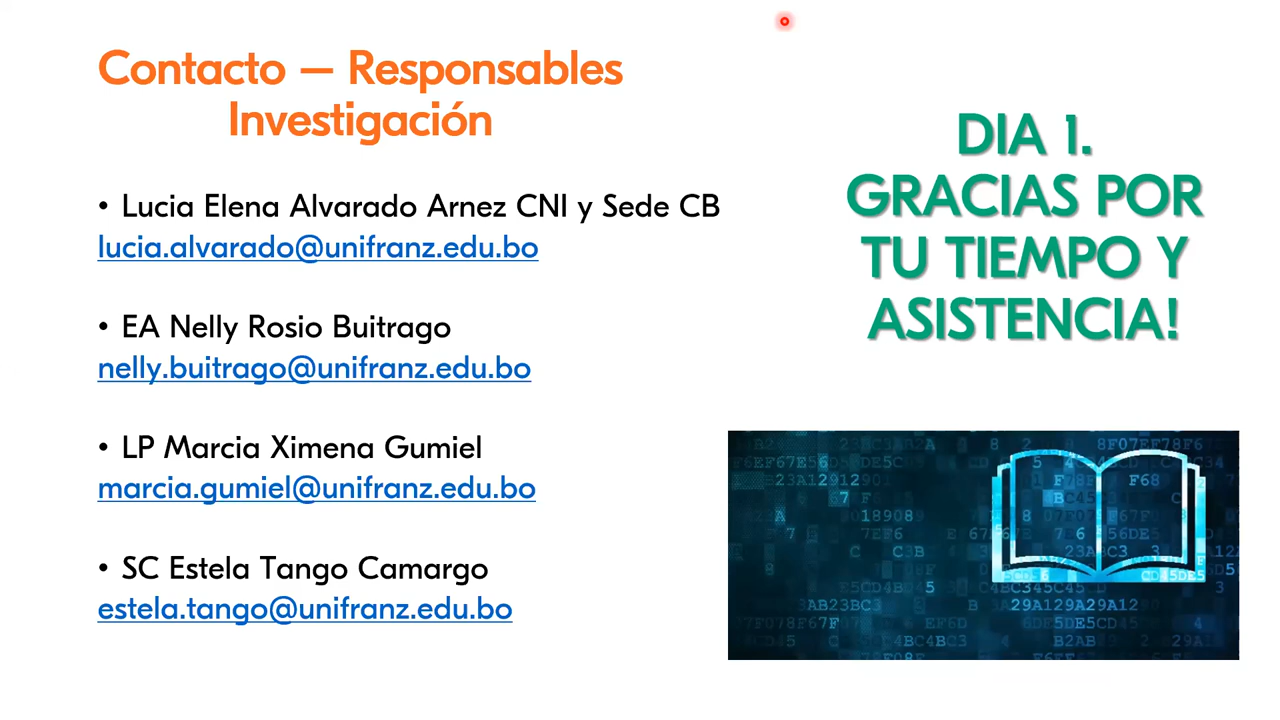 Contacto – Responsables
Investigación
• Lucia Elena Alvarado Arnez CNI y Sede CB
lucia.alvarado@unifranz.edu.bo
• EA Nelly Rosio Buitrago
nelly.buitrago@unifranz.edu.bo
• LP Marcia Ximena Gumiel
marcia.gumiel@unifranz.edu.bo
• SC Estela Tango Camargo
estela.tango@unifranz.edu.bo
DIA 1.
GRACIAS POR
TU TIEMPO Y
ASISTENCIA!